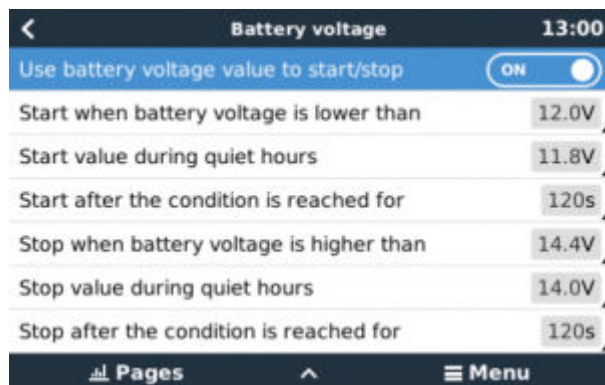 Battery voltage 13:00
Use battery voltage value to start/stop ON
Start when battery voltage is lower than 12.0V
Start value during quiet hours 11.8V
Start after the condition is reached for 120s
Stop when battery voltage is higher than 14.4V
Stop value during quiet hours 14.0V
Stop after the condition is reached for 120s
Pages Menu